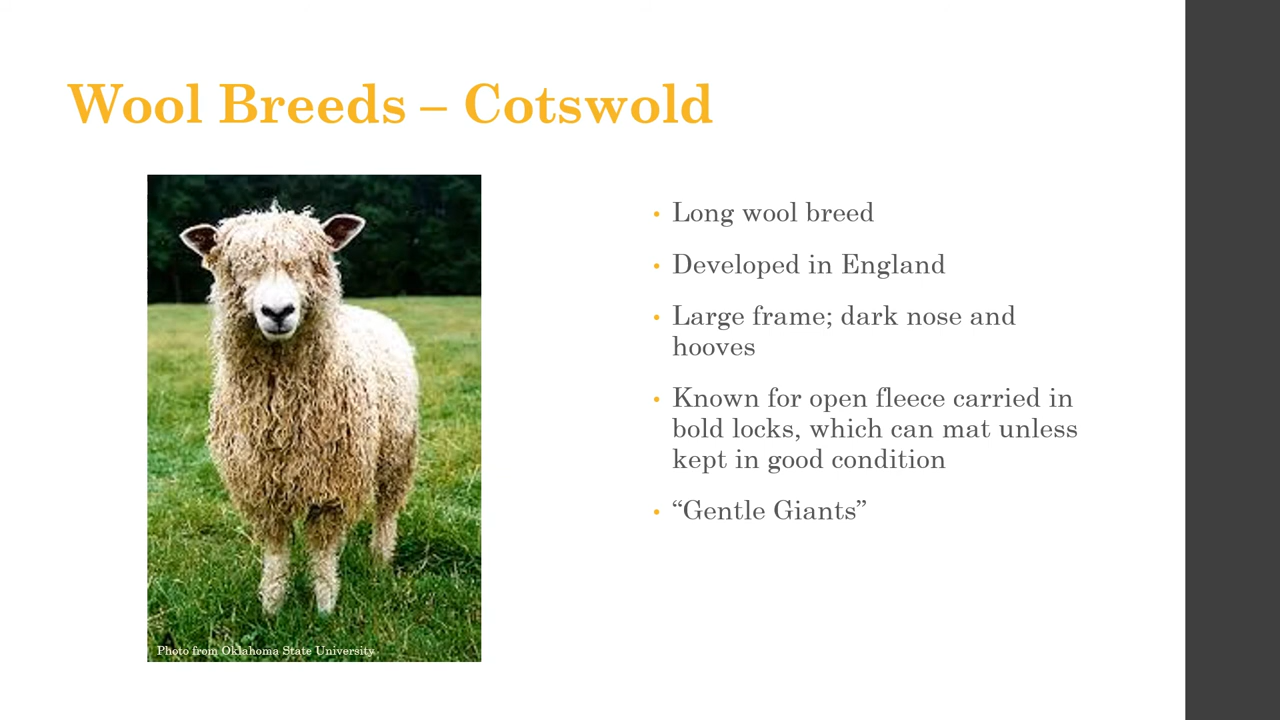 Wool Breeds – Cotswold
• Long wool breed
• Developed in England
• Large frame; dark nose and
hooves
• Known for open fleece carried in
bold locks, which can mat unless
kept in good condition
• “Gentle Giants”
Photo from Oklahoma State University